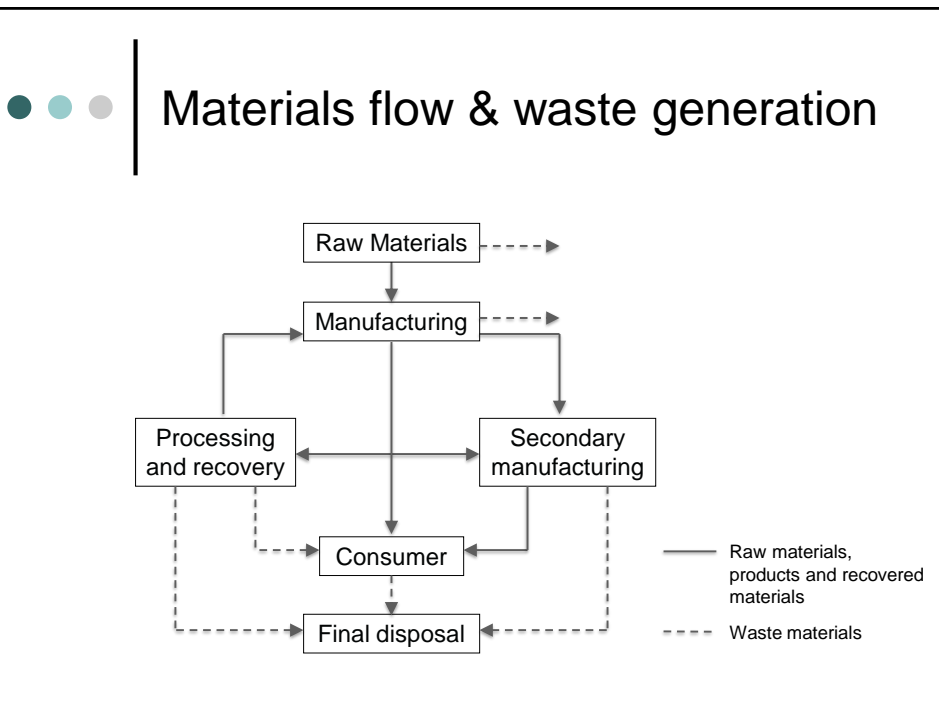 Materials flow & waste generation
Raw Materials
Manufacturing
Processing
and recovery
Secondary
manufacturing
Consumer
Final disposal
Raw materials,
products and recovered
materials
Waste materials